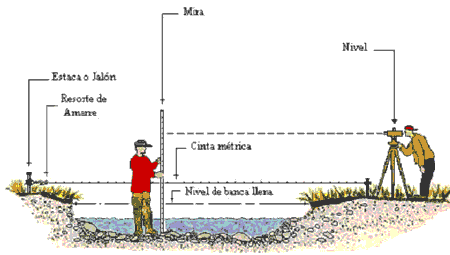 Mira
Nivel
Estaca o Jalón
Resorte de
Amarre
Cinta métrica
Nivel de banca llena